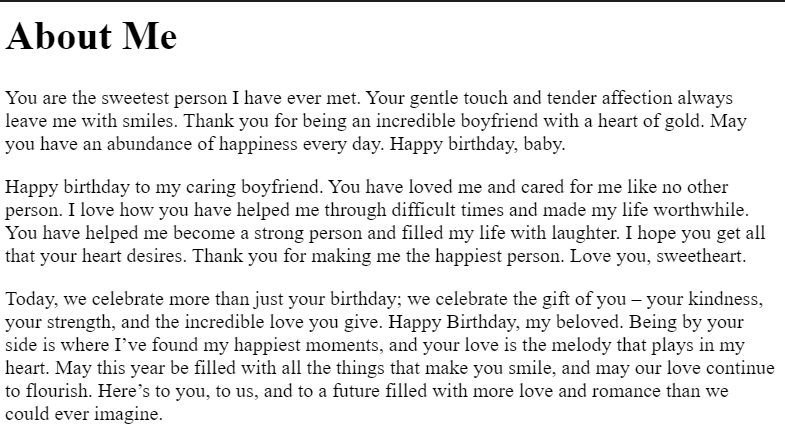 About Me
You are the sweetest person I have ever met. Your gentle touch and tender affection always
leave me with smiles. Thank you for being an incredible boyfriend with a heart of gold. May
you have an abundance of happiness every day. Happy birthday, baby.
Happy birthday to my caring boyfriend. You have loved me and cared for me like no other
person. I love how you have helped me through difficult times and made my life worthwhile.
You have helped me become a strong person and filled my life with laughter. I hope you get all
that your heart desires. Thank you for making me the happiest person. Love you, sweetheart.
Today, we celebrate more than just your birthday; we celebrate the gift of you – your kindness,
your strength, and the incredible love you give. Happy Birthday, my beloved. Being by your
side is where I’ve found my happiest moments, and your love is the melody that plays in my
heart. May this year be filled with all the things that make you smile, and may our love continue
to flourish. Here’s to you, to us, and to a future filled with more love and romance than we
could ever imagine.